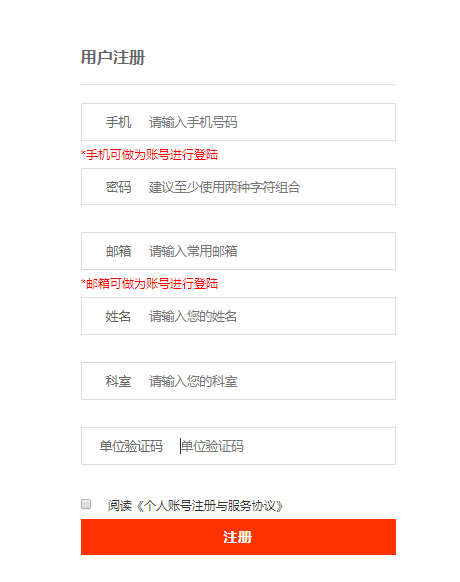 用户注册
手机 请输入手机号码
*手机可做为账号进行登陆
密码 建议至少使用两种字符组合
邮箱 请输入常用邮箱
*邮箱可做为账号进行登陆
姓名 请输入您的姓名
科室 请输入您的科室
单位验证码 单位验证码
阅读《个人账号注册与服务协议》
注册